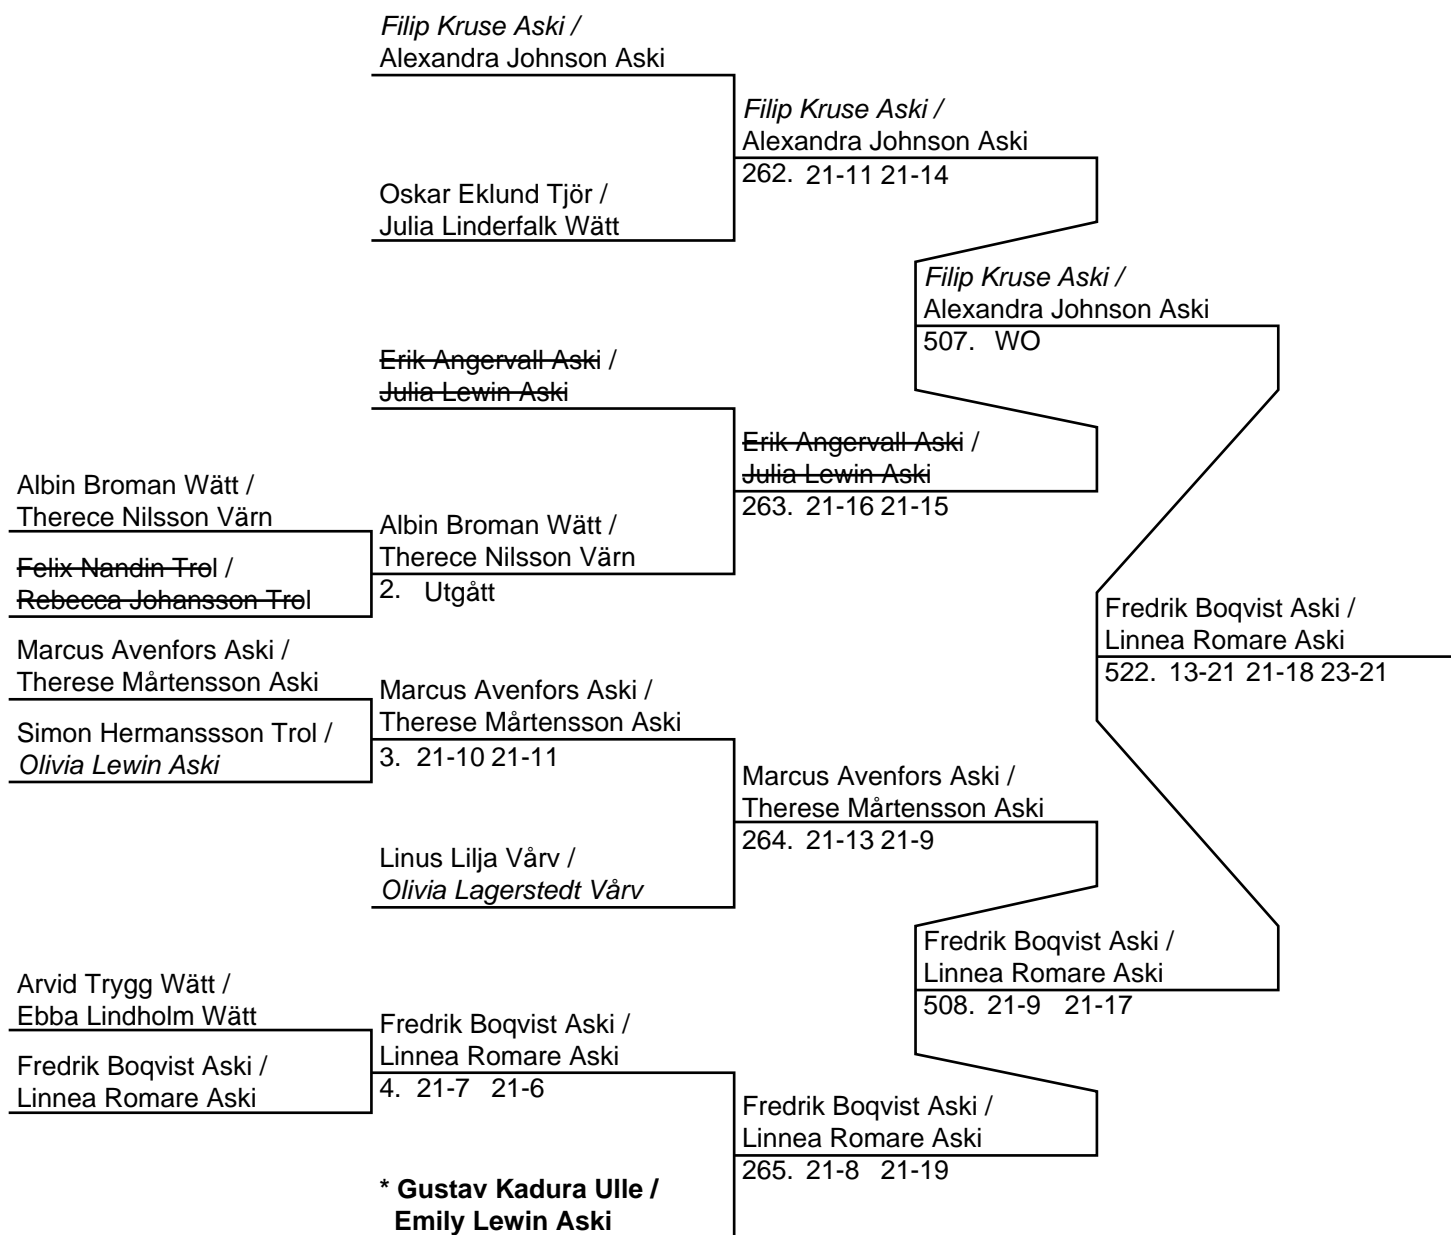 Filip Kruse Aski /
Alexandra Johnson Aski
Filip Kruse Aski /
Alexandra Johnson Aski
262. 21-11 21-14
Oskar Eklund Tjör /
Julia Linderfalk Wätt
Filip Kruse Aski /
Alexandra Johnson Aski
507. WO
Erik Angervall Aski /
Julia Lewin Aski
Erik Angervall Aski /
Julia Lewin Aski
263. 21-16 21-15
Albin Broman Wätt /
Therece Nilsson Värn
Albin Broman Wätt /
Therece Nilsson Värn
2. Utgått
Felix Nandin Trol /
Rebecca Johansson Trol
Fredrik Boqvist Aski /
Linnea Romare Aski
522. 13-21 21-18 23-21
Marcus Avenfors Aski /
Therese Mårtensson Aski
Marcus Avenfors Aski /
Therese Mårtensson Aski
3. 21-10 21-11
Simon Hermanssson Trol /
Olivia Lewin Aski
Marcus Avenfors Aski /
Therese Mårtensson Aski
264. 21-13 21-9
Linus Lilja Vårv /
Olivia Lagerstedt Vårv
Fredrik Boqvist Aski /
Linnea Romare Aski
508. 21-9 21-17
Arvid Trygg Wätt /
Ebba Lindholm Wätt
Fredrik Boqvist Aski /
Linnea Romare Aski
4. 21-7 21-6
Fredrik Boqvist Aski /
Linnea Romare Aski
Fredrik Boqvist Aski /
Linnea Romare Aski
265. 21-8 21-19
* Gustav Kadura Ulle /
Emily Lewin Aski